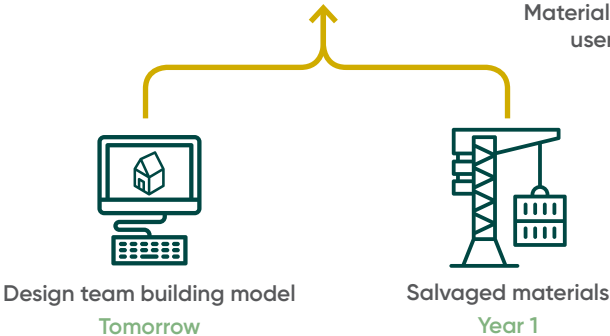 Material
user
Design team building model
Salvaged materials
Tomorrow
Year 1